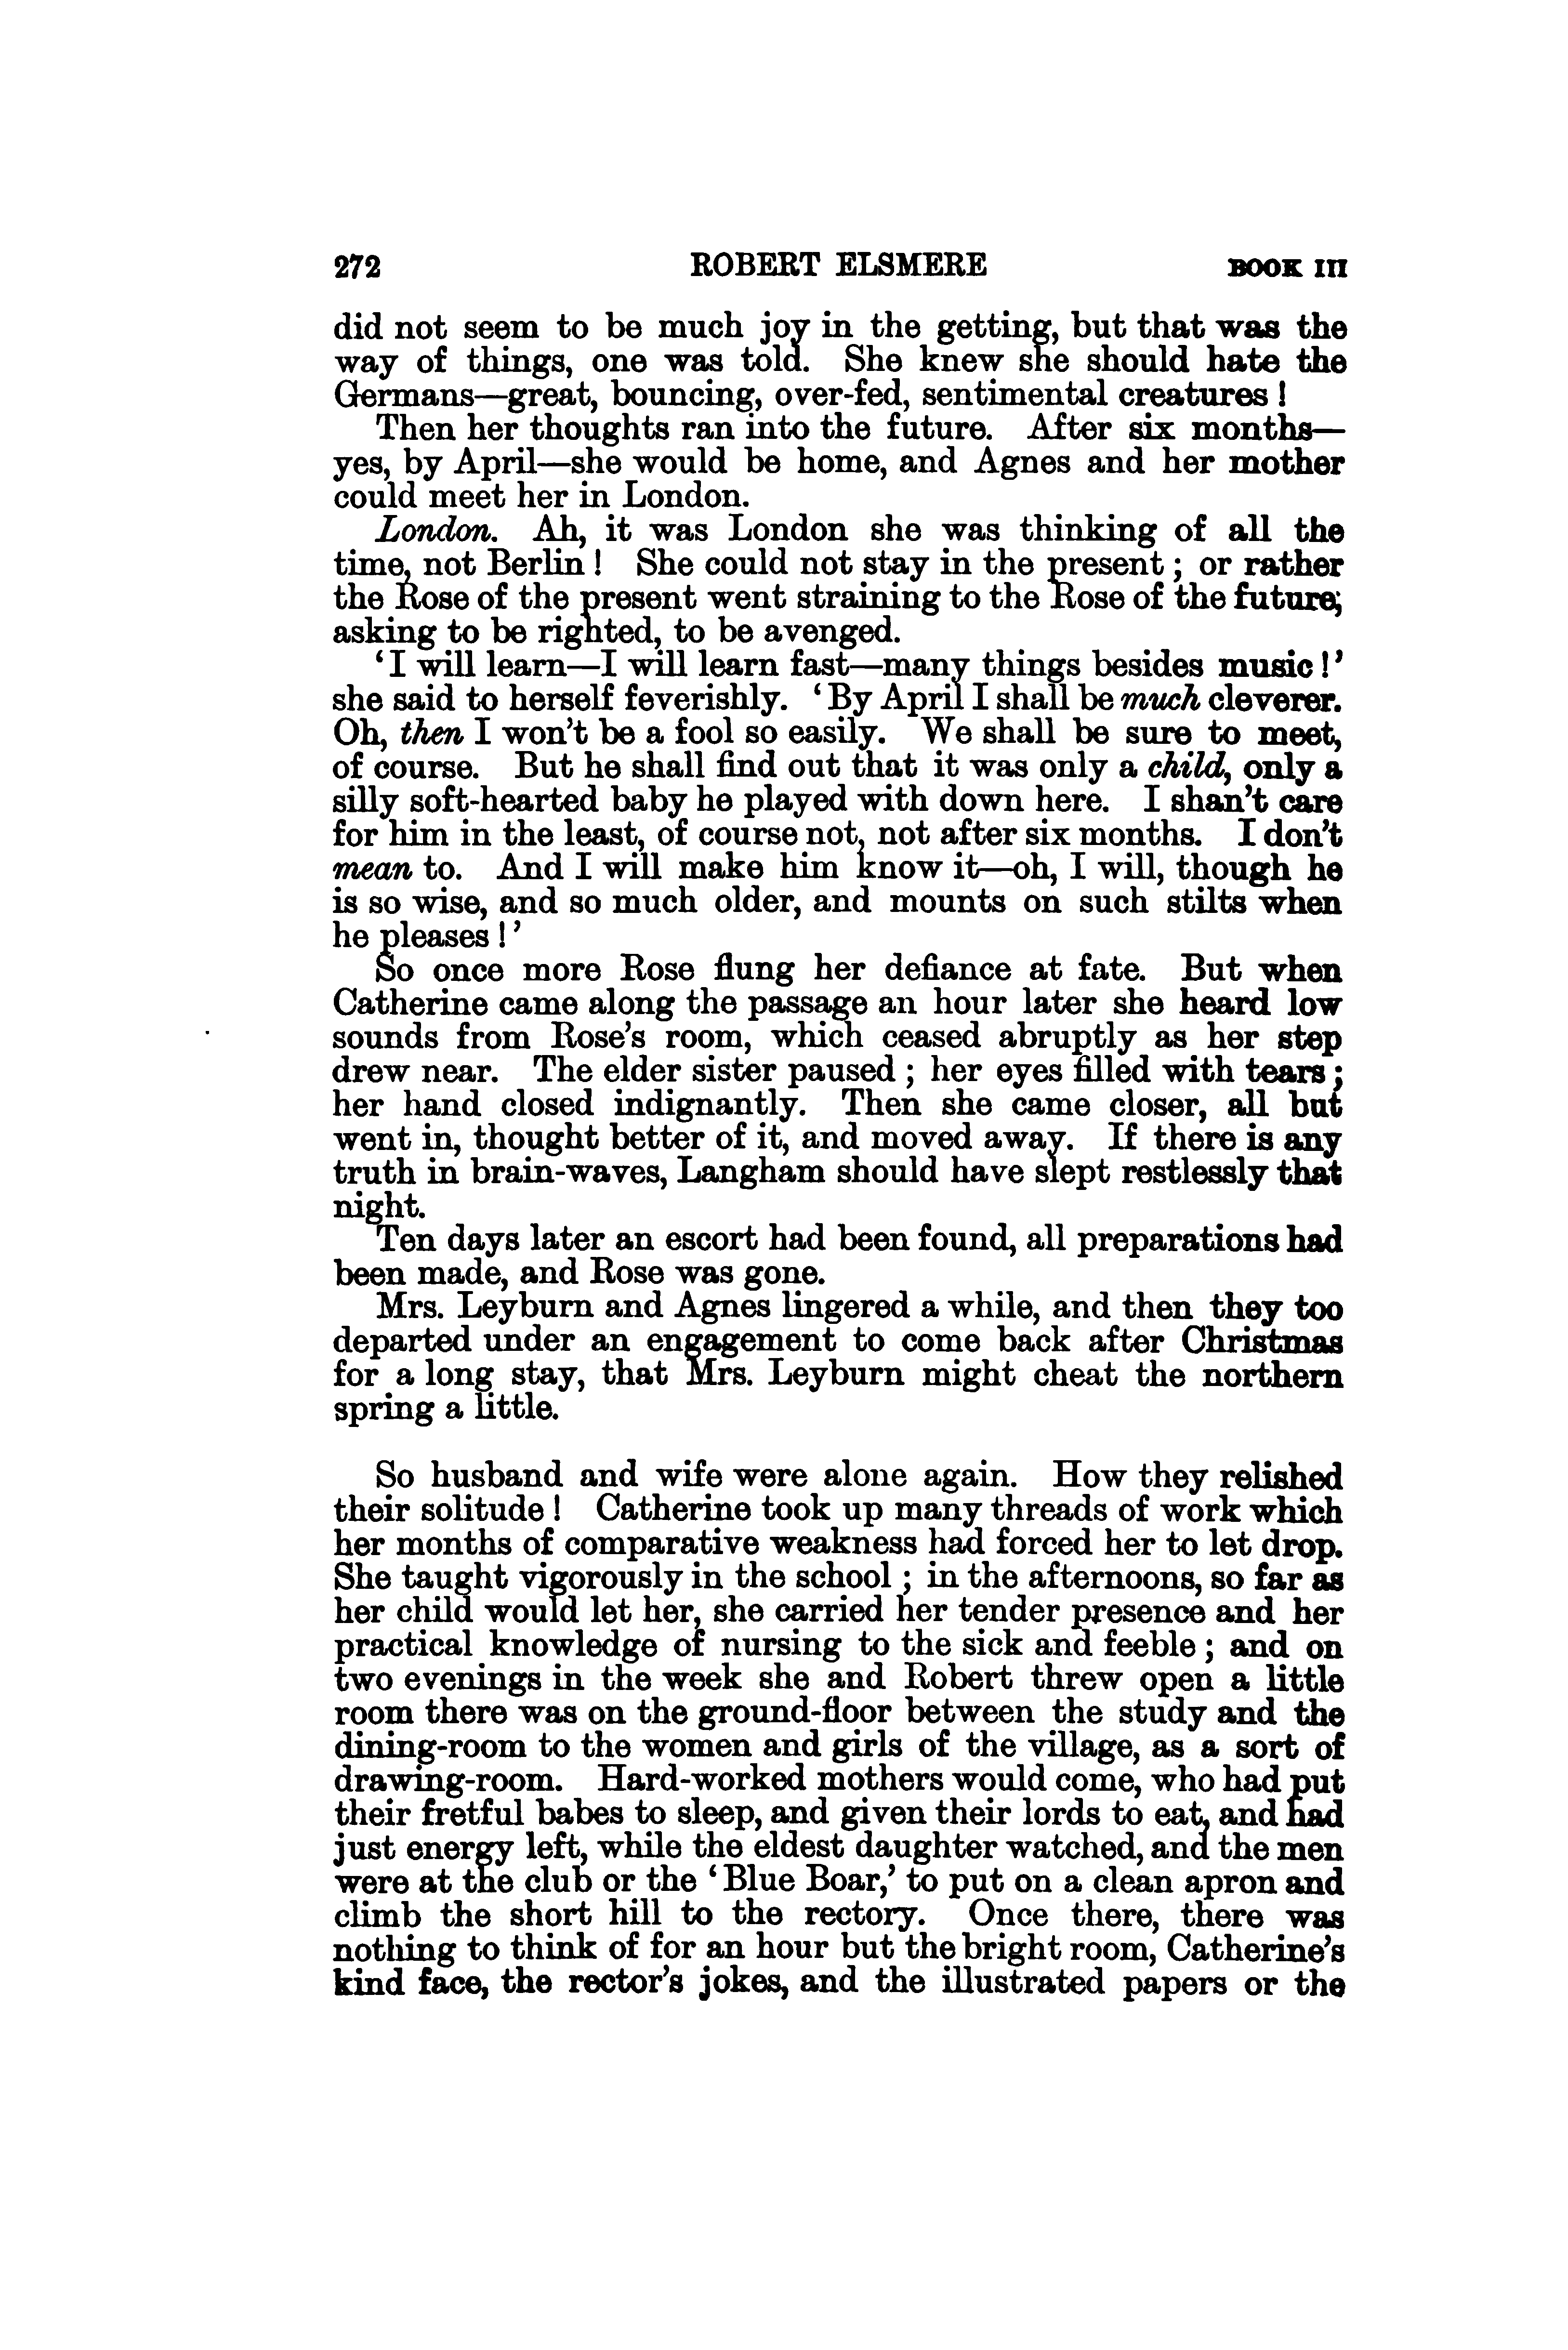 272 ROBERT ELSMERE BOOK III
did not seem to be much joy in the getting, but that was the
way of things, one was told. She knew she should hate the
Germans—great, bouncing, over-fed, sentimental creatures !
Then her thoughts ran into the future. After six months—
yes, by April—she would be home, and Agnes and her mother
could meet her in London.
London. Ah, it was London she was thinking of all the
time, not Berlin ! She could not stay in the present ; or rather
the Rose of the present went straining to the Rose of the future,
asking to be righted, to be avenged.
‘I will learn—I will learn fast—many things besides music !’
she said to herself feverishly. ‘By April I shall be much cleverer.
Oh, then I won’t be a fool so easily. We shall be sure to meet,
of course. But he shall find out that it was only a child, only a
silly soft-hearted baby he played with down here. I shan’t care
for him in the least, of course not, not after six months. I don’t
mean to. And I will make him know it—oh, I will, though he
is so wise, and so much older, and mounts on such stilts when
he pleases !’
So once more Rose flung her defiance at fate. But when
Catherine came along the passage an hour later she heard low
sounds from Rose’s room, which ceased abruptly as her step
drew near. The elder sister paused ; her eyes filled with tears ;
her hand closed indignantly. Then she came closer, all but
went in, thought better of it, and moved away. If there is any
truth in brain-waves, Langham should have slept restlessly that
night.
Ten days later an escort had been found, all preparations had
been made, and Rose was gone.
Mrs. Leyburn and Agnes lingered a while, and then they too
departed under an engagement to come back after Christmas
for a long stay, that Mrs. Leyburn might cheat the northern
spring a little.
So husband and wife were alone again. How they relished
their solitude ! Catherine took up many threads of work which
her months of comparative weakness had forced her to let drop.
She taught vigorously in the school ; in the afternoons, so far as
her child would let her, she carried her tender presence and her
practical knowledge of nursing to the sick and feeble ; and on
two evenings in the week she and Robert threw open a little
room there was on the ground-floor between the study and the
dining-room to the women and girls of the village, as a sort of
drawing-room. Hard-worked mothers would come, who had put
their fretful babes to sleep, and given their lords to eat, and had
just energy left, while the eldest daughter watched, and the men
were at the club or the ‘Blue Boar,’ to put on a clean apron and
climb the short hill to the rectory. Once there, there was
nothing to think of for an hour but the bright room, Catherine’s
kind face, the rector’s jokes, and the illustrated papers or the